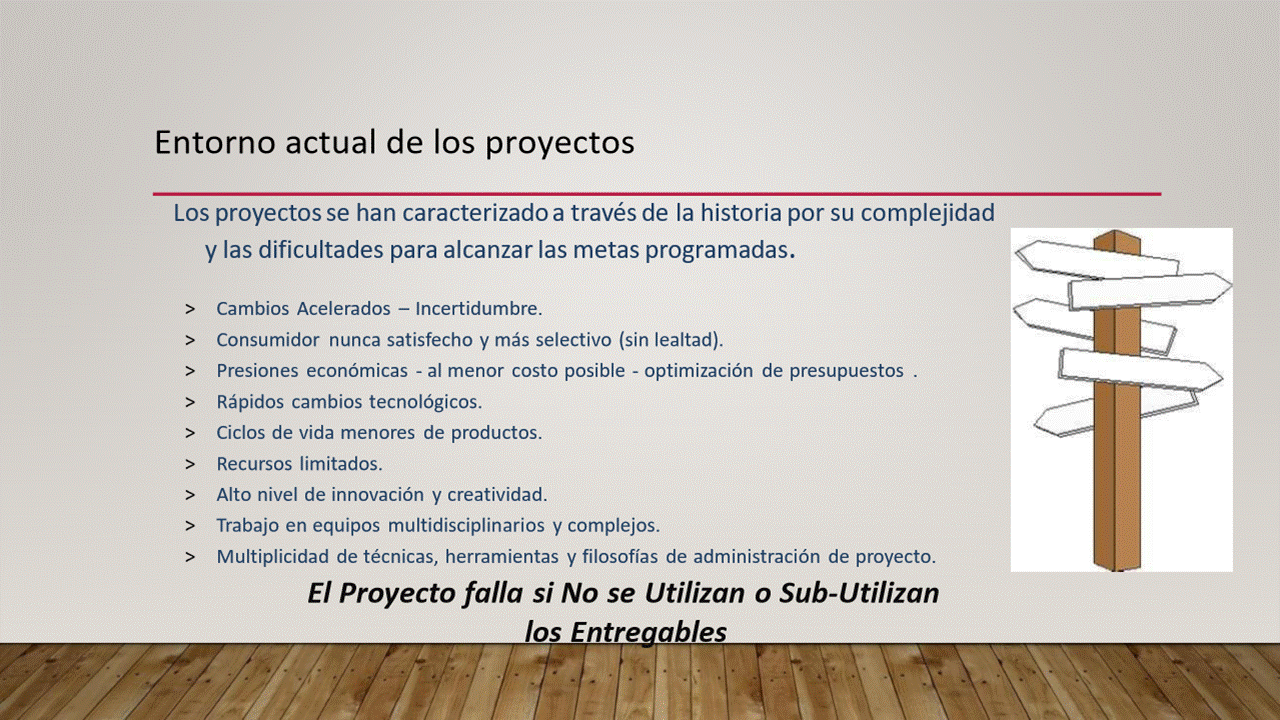 Entorno actual de los proyectos
Los proyectos se han caracterizado a través de la historia por su complejidad
y las dificultades para alcanzar las metas programadas.
> Cambios Acelerados – Incertidumbre.
> Consumidor nunca satisfecho y más selectivo (sin lealtad).
> Presiones económicas - al menor costo posible - optimización de presupuestos .
> Rápidos cambios tecnológicos.
> Ciclos de vida menores de productos.
> Recursos limitados.
> Alto nivel de innovación y creatividad.
> Trabajo en equipos multidisciplinarios y complejos.
> Multiplicidad de técnicas, herramientas y filosofías de administración de proyecto.
El Proyecto falla si No se Utilizan o Sub-Utilizan
los Entregables